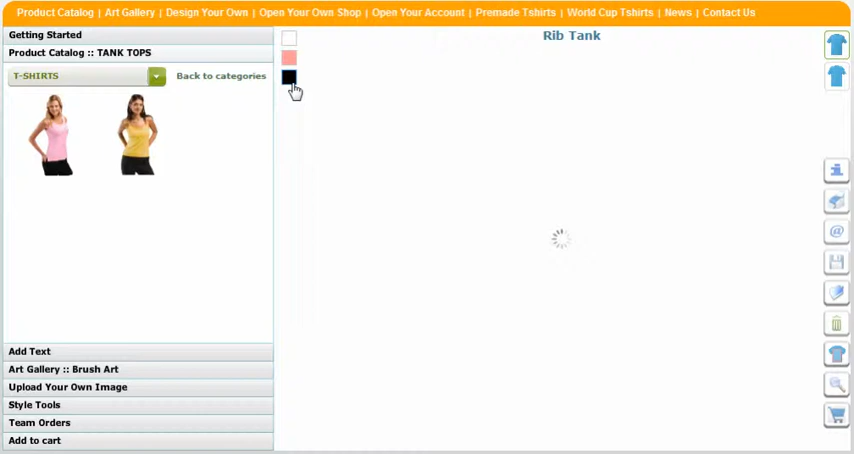 Product Catalog | Art Gallery | Design Your Own | Open Your Own Shop | Open Your Account | Premade Tshirts | World Cup Tshirts | News | Contact Us
Getting Started
Product Catalog :: TANK TOPS
T-SHIRTS
Back to categories
Rib Tank
Add Text
Art Gallery :: Brush Art
Upload Your Own Image
Style Tools
Team Orders
Add to cart